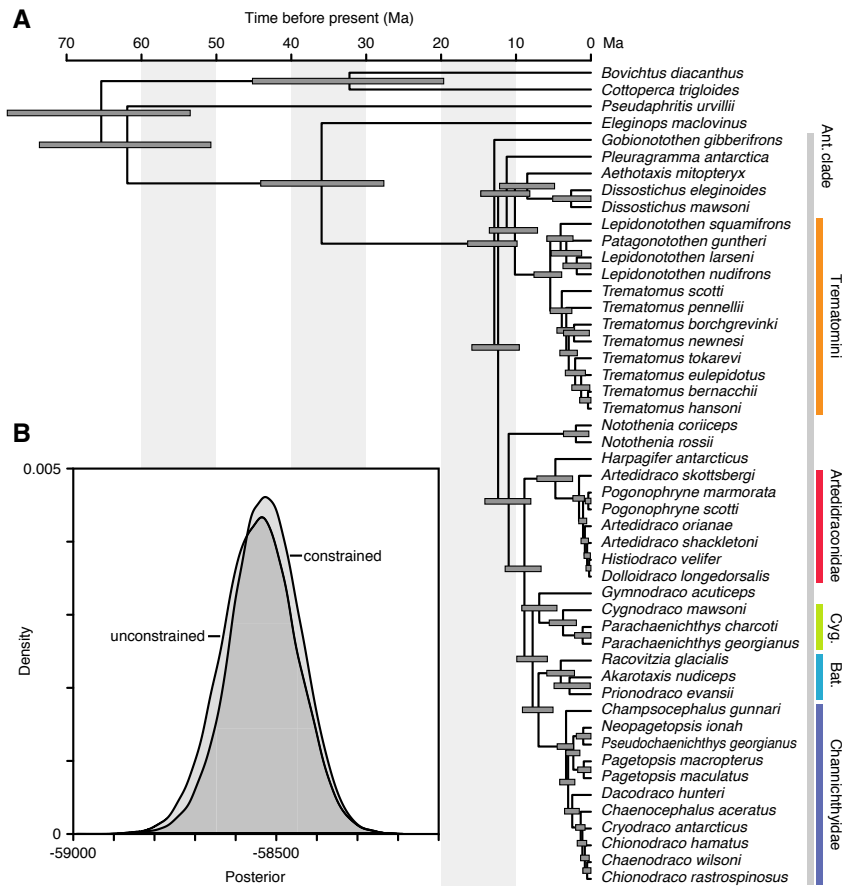 A
Time before present (Ma)
70 60 50 40 30 20 10 0 Ma
Bovichtus diacanthus
Cottoperca trigloides
Pseudaphritis urvillii
Eleginops maclovinus
Gobionotothen gibberifrons
Pleuragramma antarctica
Aethotaxis mitopteryx
Dissostichus eleginoides
Dissostichus mawsoni
Lepidonotothen squamifrons
Patagonotothen guntheri
Lepidonotothen larseni
Lepidonotothen nudifrons
Trematomus scotti
Trematomus pennellii
Trematomus borchgrevinki
Trematomus newnesi
Trematomus tokarevi
Trematomus eulepidotus
Trematomus bernacchii
Trematomus hansoni
Notothenia coriiceps
Notothenia rossii
Harpagifer antarcticus
Artedidraco skottsbergi
Pogonophryne marmorata
Pogonophryne scotti
Artedidraco orianae
Artedidraco shackletoni
Histiodraco velifer
Dolloidraco longedorsalis
Gymnodraco acuticeps
Cygnodraco mawsoni
Parachaenichthys charcoti
Parachaenichthys georgianus
Racovitzia glacialis
Akarotaxis nudiceps
Prionodraco evansii
Champsocephalus gunnari
Neopagetopsis ionah
Pseudochaenichthys georgianus
Pagetopsis macropterus
Pagetopsis maculatus
Dacodraco hunteri
Chaenocephalus aceratus
Cryodraco antarcticus
Chionodraco hamatus
Chaenodraco wilsoni
Chionodraco rastrospinosus
Ant. clade
Trematomini
Artedidraconidae
Cyg.
Bat.
Channichthyidae
B
0.005
constrained
unconstrained
Density
0
-59000 -58500
Posterior